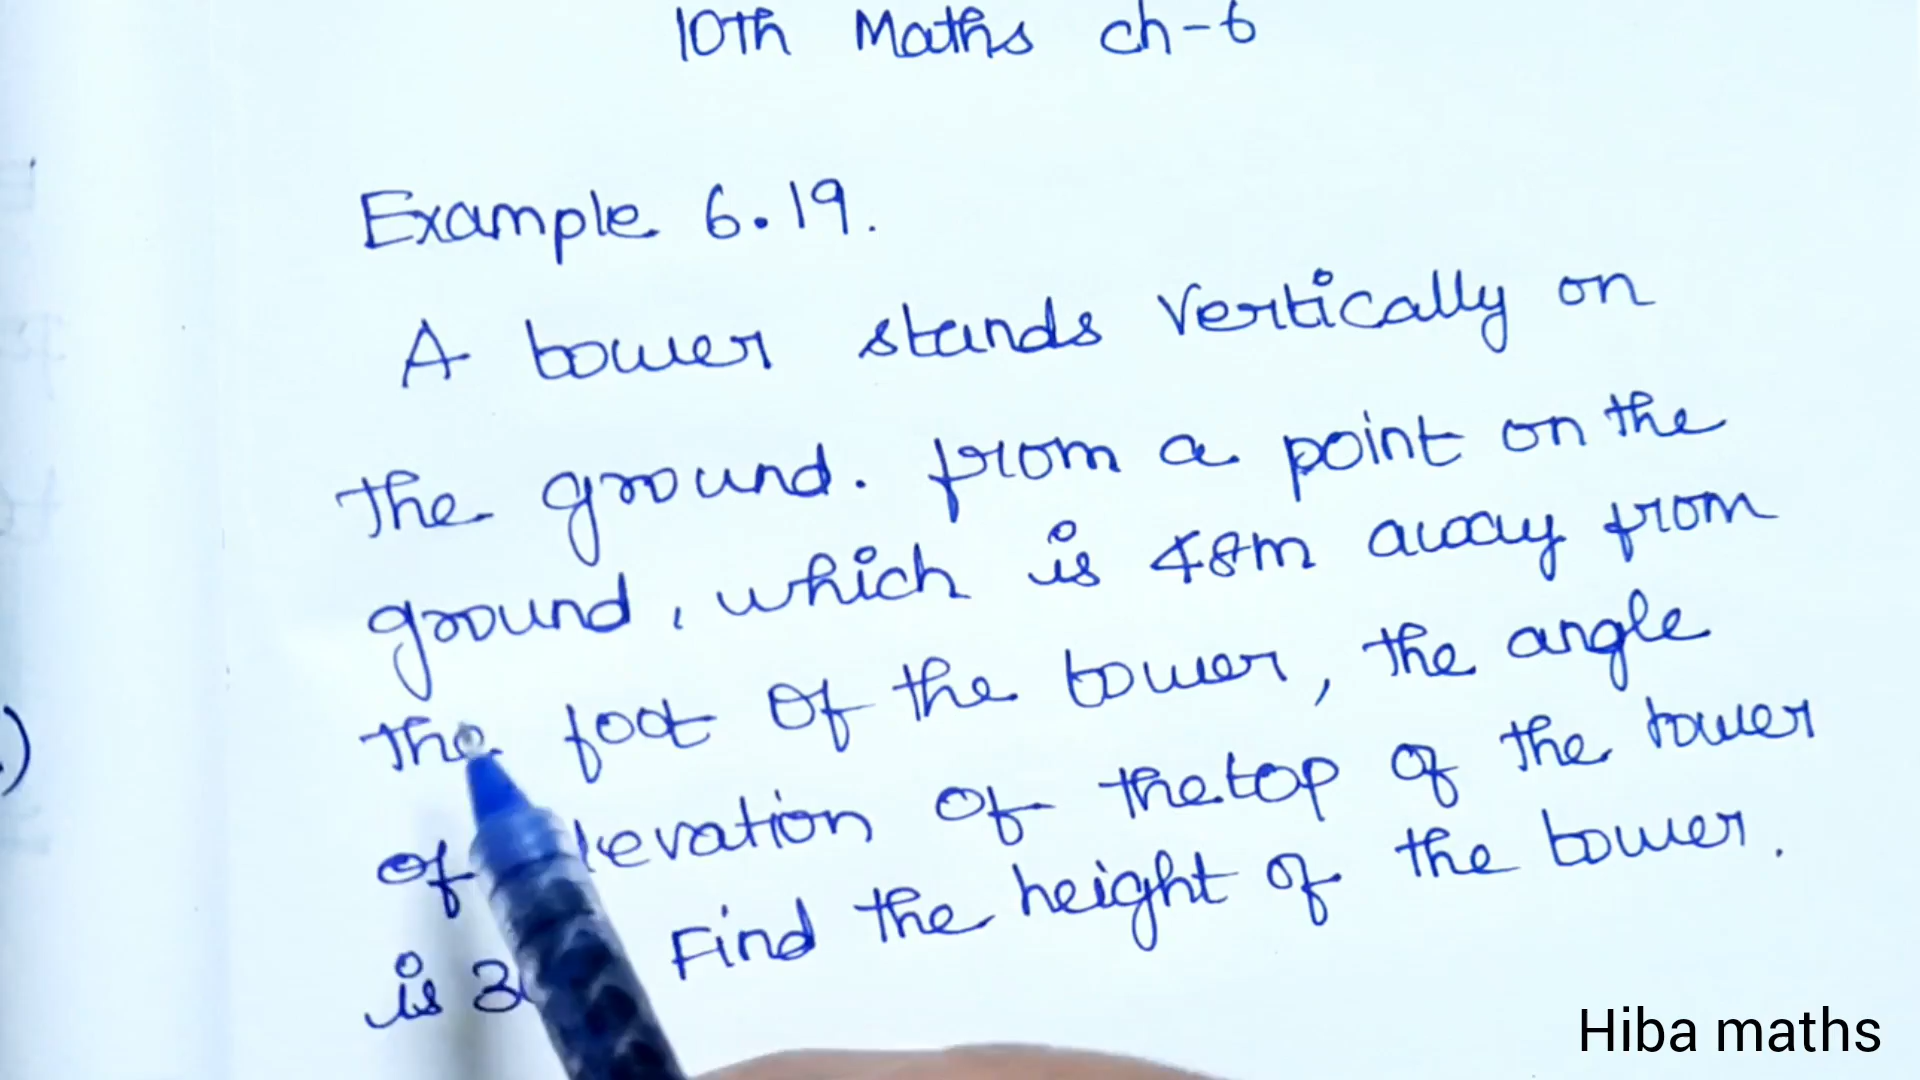 10th Maths ch-6
Example 6.19.
A tower stands vertically on
the ground. from a point on the
ground, which is 48m away from
the foot of the tower, the angle
of levation of the top of the tower
is 3 Find the height of the tower.
Hiba maths